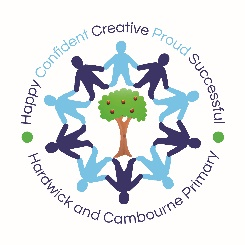 Happy Confident Creative Proud Successful
Hardwick and Cambourne Primary